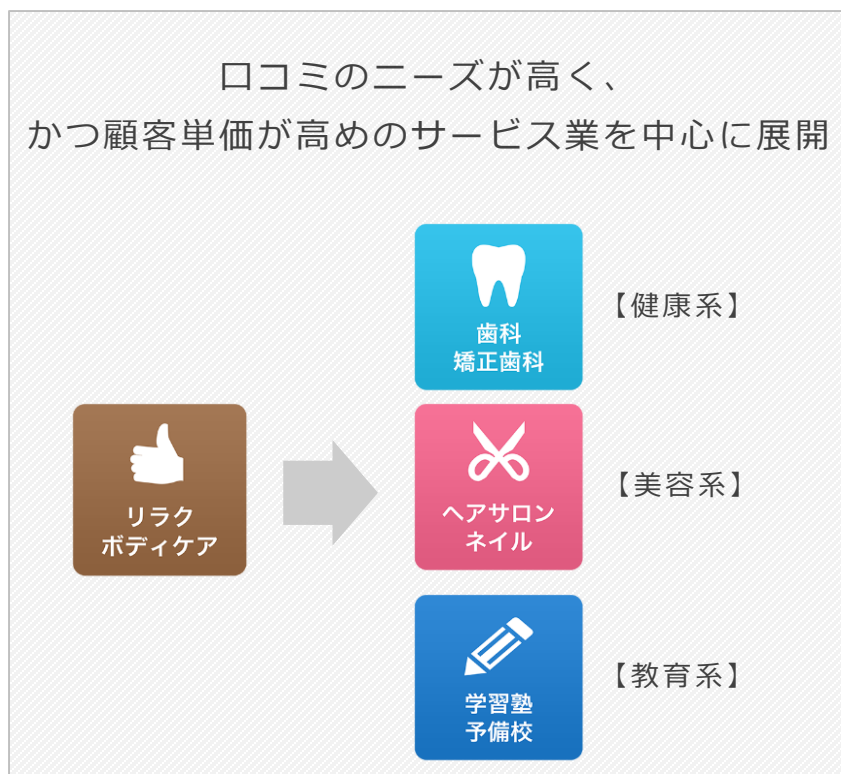 口コミのニーズが高く、
かつ顧客単価が高めのサービス業を中心に展開
歯科
矯正歯科
【健康系】
リラク
ボディケア
ヘアサロン
ネイル
【美容系】
学習塾
予備校
【教育系】